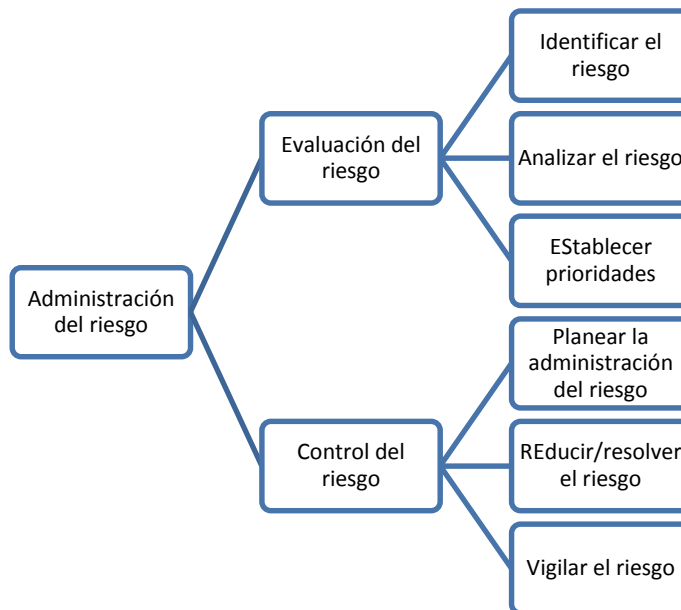 Identificar el
riesgo
Evaluación del
riesgo
Analizar el riesgo
EStablecer
prioridades
Administración
del riesgo
Planear la
administración
del riesgo
Control del
riesgo
REducir/resolver
el riesgo
Vigilar el riesgo